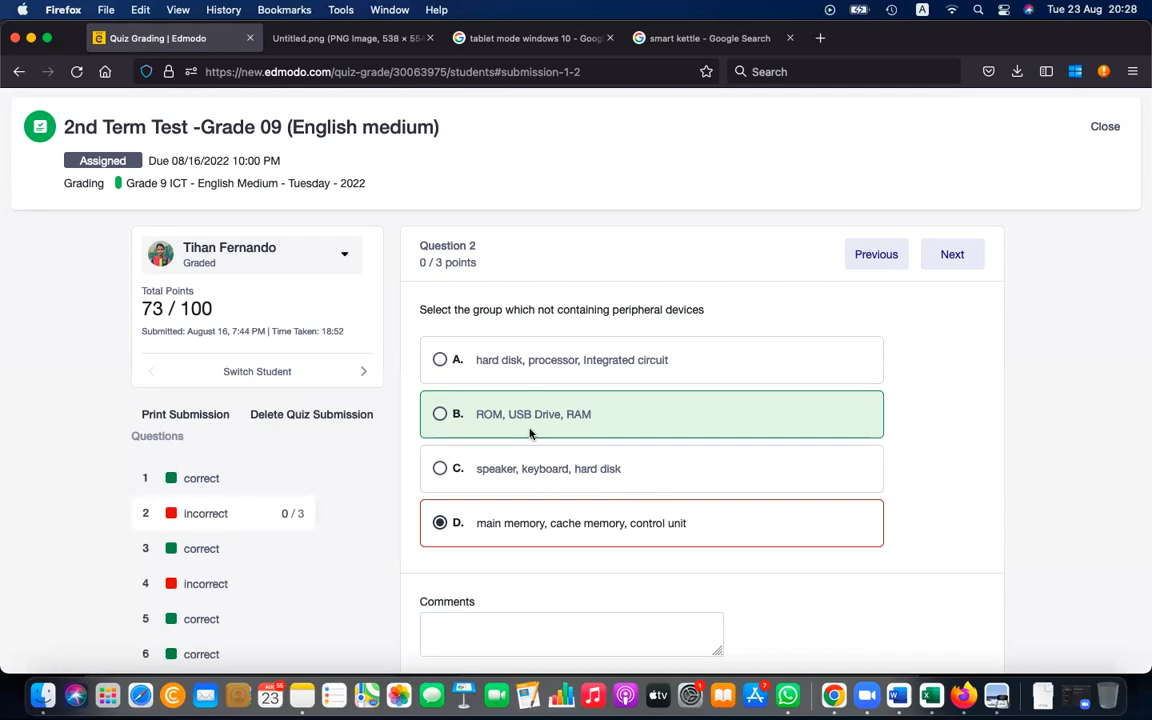 Firefox File Edit View History Bookmarks Tools Window Help A Tue 23 Aug 20:28
Quiz Grading | Edmodo Untitled.png (PNG Image, 538 × 554 tablet mode windows 10 - Goog smart kettle - Google Search
https://new.edmodo.com/quiz-grade/30063975/students#submission-1-2 Search
2nd Term Test -Grade 09 (English medium)
Close
Assigned Due 08/16/2022 10:00 PM
Grading Grade 9 ICT - English Medium - Tuesday - 2022
Tihan Fernando
Graded
Total Points
73 / 100
Submitted: August 16, 7:44 PM | Time Taken: 18:52
Switch Student
Print Submission Delete Quiz Submission
Questions
1 correct
2 incorrect 0 / 3
3 correct
4 incorrect
5 correct
6 correct
Question 2
0 / 3 points
Previous Next
Select the group which not containing peripheral devices
A. hard disk, processor, Integrated circuit
B. ROM, USB Drive, RAM
C. speaker, keyboard, hard disk
D. main memory, cache memory, control unit
Comments